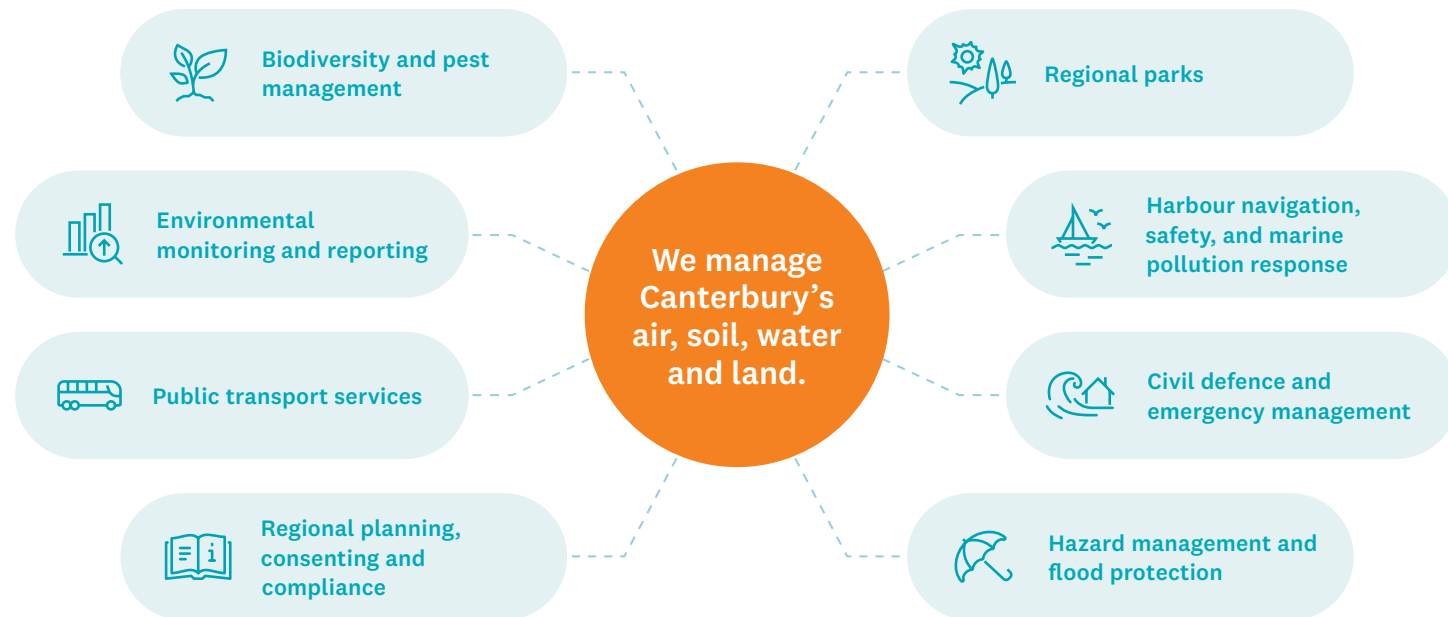 Biodiversity and pest
management
Regional parks
Environmental
monitoring and reporting
Harbour navigation,
safety, and marine
pollution response
We manage
Canterbury’s
air, soil, water
and land.
Public transport services
Civil defence and
emergency management
Regional planning,
consenting and
compliance
Hazard management and
flood protection